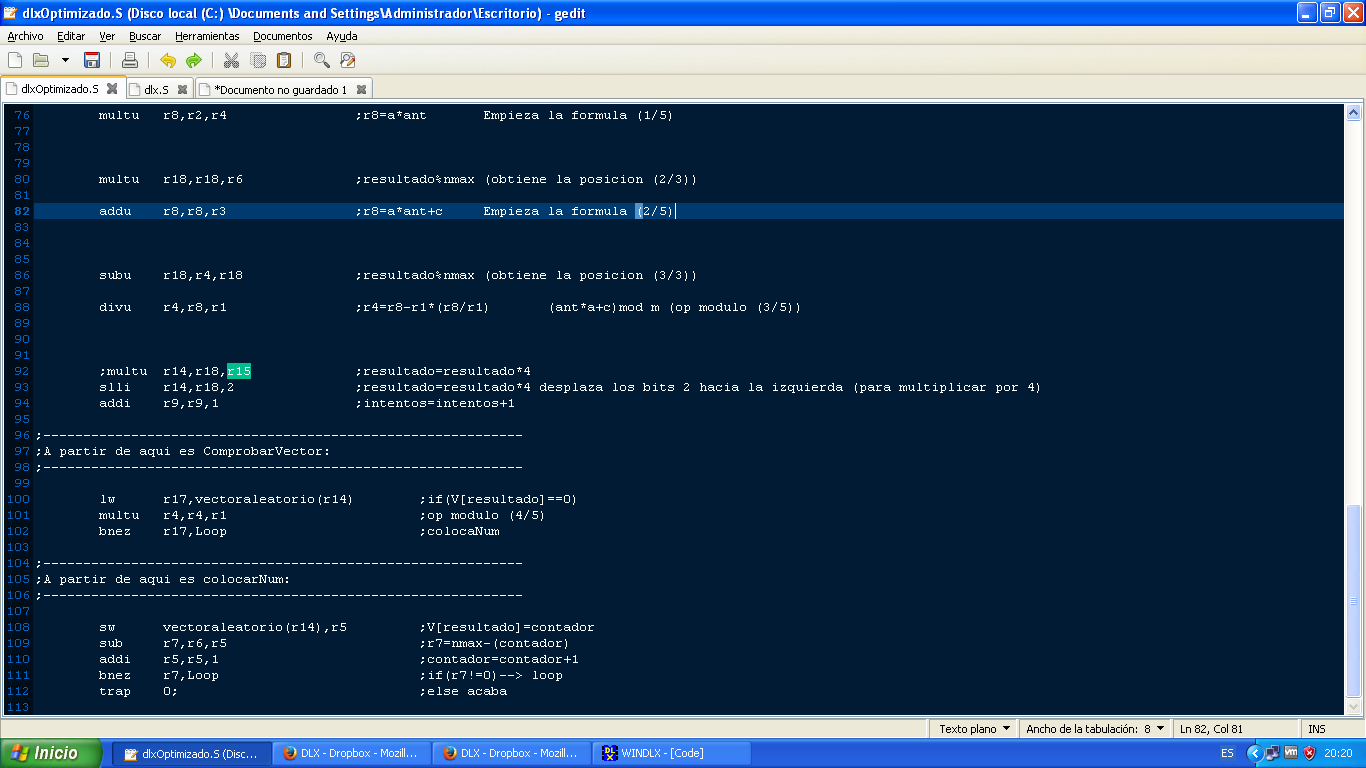 dlxOptimizado.S (Disco local (C:) \Documents and Settings\Administrador\Escritorio) - gedit
Archivo Editar Ver Buscar Herramientas Documentos Ayuda
dlxOptimizado.S dlx.S *Documento no guardado 1
76 multu r8,r2,r4 ;r8=a*ant Empieza la formula (1/5)
77
78
79
80 multu r18,r18,r6 ;resultado%nmax (obtiene la posicion (2/3))
81
82 addu r8,r8,r3 ;r8=a*ant+c Empieza la formula (2/5)
83
84
85
86 subu r18,r4,r18 ;resultado%nmax (obtiene la posicion (3/3))
87
88 divu r4,r8,r1 ;r4=r8-r1*(r8/r1) (ant*a+c)mod m (op modulo (3/5))
89
90
91
92 ;multu r14,r18,r15 ;resultado=resultado*4
93 slli r14,r18,2 ;resultado=resultado*4 desplaza los bits 2 hacia la izquierda (para multiplicar por 4)
94 addi r9,r9,1 ;intentos=intentos+1
95
96 ;------------------------------------------------------------
97 ;A partir de aqui es ComprobarVector:
98 ;------------------------------------------------------------
99
100 lw r17,vectoraleatorio(r14) ;if(V[resultado]==0)
101 multu r4,r4,r1 ;op modulo (4/5)
102 bnez r17,Loop ;colocaNum
103
104 ;------------------------------------------------------------
105 ;A partir de aqui es colocarNum:
106 ;------------------------------------------------------------
107
108 sw vectoraleatorio(r14),r5 ;V[resultado]=contador
109 sub r7,r6,r5 ;r7=nmax-(contador)
110 addi r5,r5,1 ;contador=contador+1
111 bnez r7,Loop ;if(r7!=0)--> loop
112 trap 0; ;else acaba
113
Texto plano Ancho de la tabulación: 8 Ln 82, Col 81 INS
Inicio dlxOptimizado.S (Disc... DLX - Dropbox - Mozill... DLX - Dropbox - Mozill... WINDLX - [Code] ES 20:20